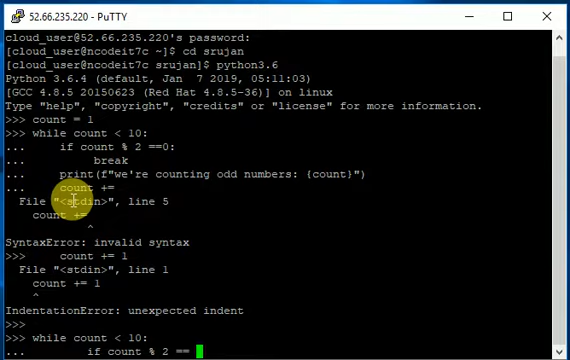 52.66.235.220 - PuTTY
cloud_user@52.66.235.220's password:
[cloud_user@ncodeit7c ~]$ cd srujan
[cloud_user@ncodeit7c srujan]$ python3.6
Python 3.6.4 (default, Jan  7 2019, 05:11:03)
[GCC 4.8.5 20150623 (Red Hat 4.8.5-36)] on linux
Type "help", "copyright", "credits" or "license" for more information.
>>> count = 1
>>> while count < 10:
...     if count % 2 ==0:
...         break
...     print(f"we're counting odd numbers: {count}")
...     count +=
  File "<stdin>", line 5
    count +=
           ^
SyntaxError: invalid syntax
>>>     count += 1
  File "<stdin>", line 1
    count += 1
    ^
IndentationError: unexpected indent
>>>
>>> while count < 10:
...         if count % 2 ==